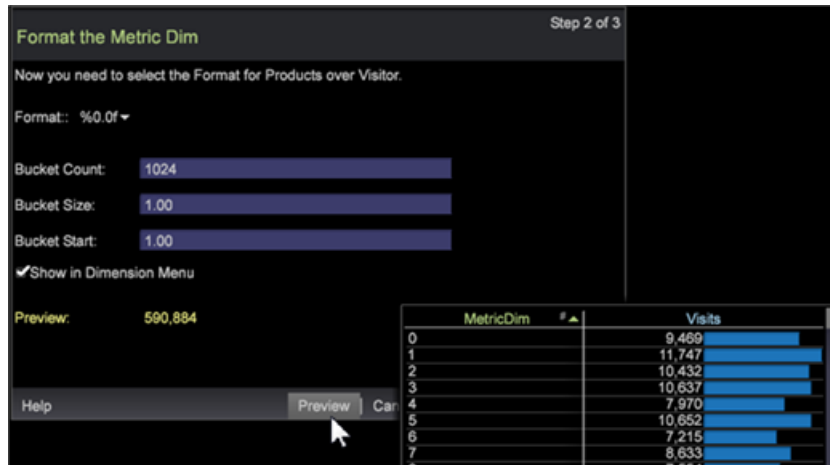 Step 2 of 3
Format the Metric Dim
Now you need to select the Format for Products over Visitor.
Format:: %0.0f
Bucket Count: 1024
Bucket Size: 1.00
Bucket Start: 1.00
Show in Dimension Menu
Preview: 590,884
Help Preview Can
MetricDim # Visits
0 9,469
1 11,747
2 10,432
3 10,637
4 7,970
5 10,652
6 7,215
7 8,633